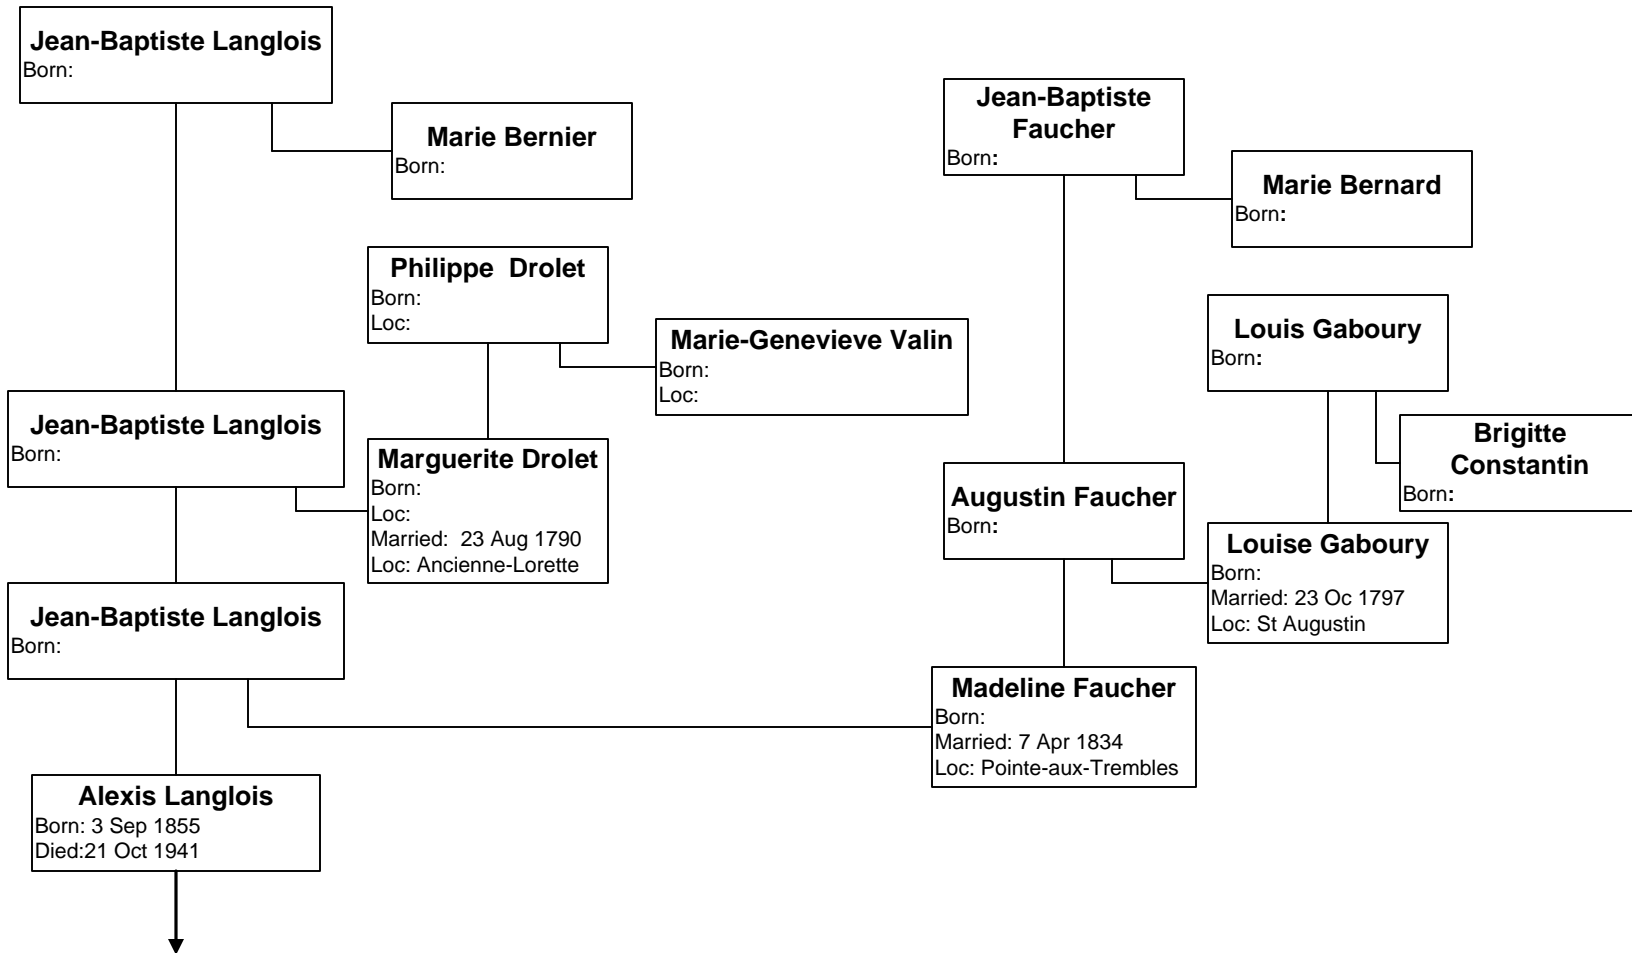 Jean-Baptiste Langlois
Born:
Marie Bernier
Born:
Jean-Baptiste
Faucher
Born:
Marie Bernard
Born:
Philippe  Drolet
Born:
Loc:
Marie-Genevieve Valin
Born:
Loc:
Louis Gaboury
Born:
Jean-Baptiste Langlois
Born:
Marguerite Drolet
Born:
Loc:
Married:  23 Aug 1790
Loc: Ancienne-Lorette
Brigitte
Constantin
Born:
Augustin Faucher
Born:
Louise Gaboury
Born:
Married: 23 Oc 1797
Loc: St Augustin
Jean-Baptiste Langlois
Born:
Madeline Faucher
Born:
Married: 7 Apr 1834
Loc: Pointe-aux-Trembles
Alexis Langlois
Born: 3 Sep 1855
Died:21 Oct 1941